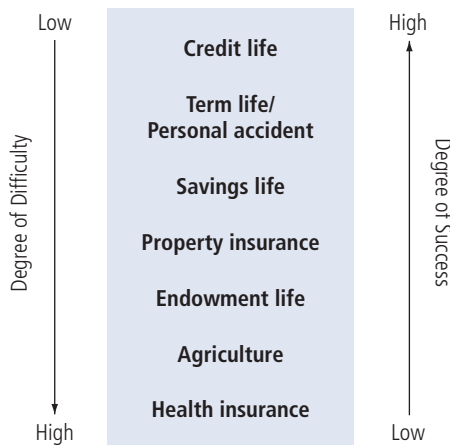 Low
High
Credit life
Term life/
Personal accident
Savings life
Property insurance
Endowment life
Agriculture
Health insurance
Degree of Difficulty
Degree of Success
High
Low